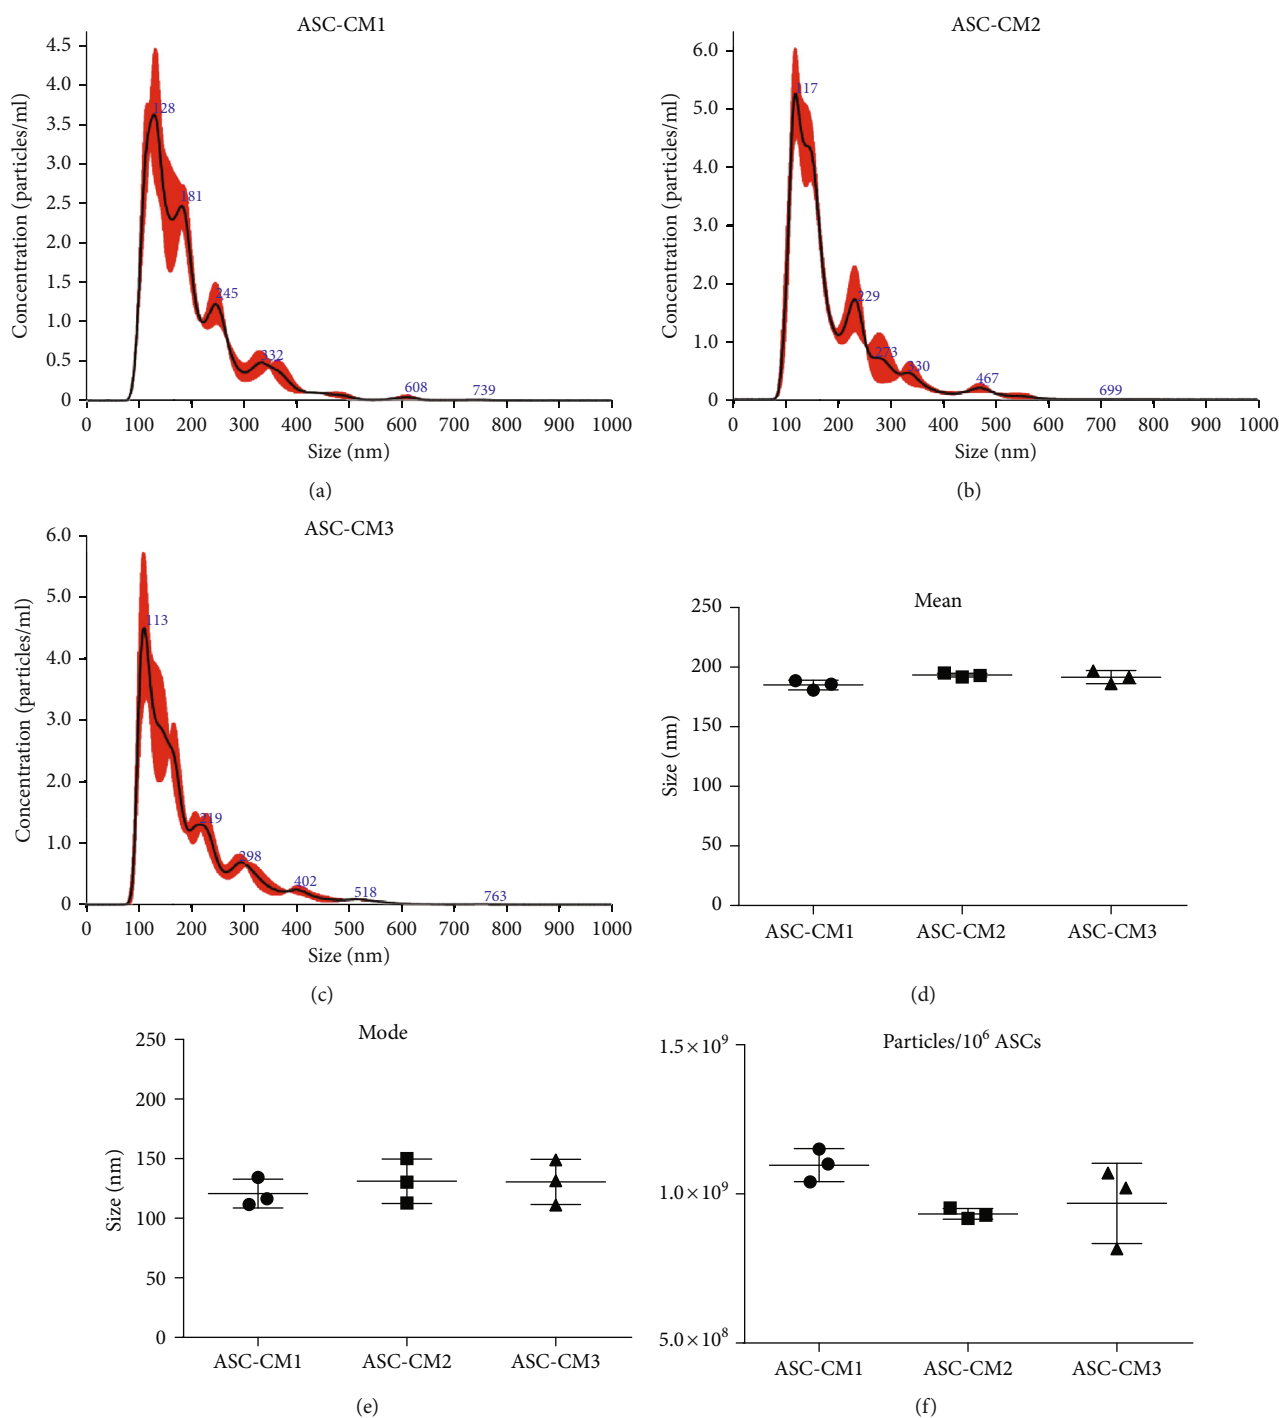 ASC-CM1
4.5
4.0
3.5
3.0
2.5
2.0
1.5
1.0
0.5
0
Concentration (particles/ml)
128
181
245
332
608
739
0 100 200 300 400 500 600 700 800 900 1000
Size (nm)
(a)
ASC-CM2
6.0
5.0
4.0
3.0
2.0
1.0
0
Concentration (particles/ml)
117
229
273
330
467
699
0 100 200 300 400 500 600 700 800 900 1000
Size (nm)
(b)
ASC-CM3
6.0
5.0
4.0
3.0
2.0
1.0
0
Concentration (particles/ml)
113
219
298
402
518
763
0 100 200 300 400 500 600 700 800 900 1000
Size (nm)
(c)
Mean
250
200
150
100
50
0
Size (nm)
ASC-CM1 ASC-CM2 ASC-CM3
(d)
Mode
250
200
150
100
50
0
Size (nm)
ASC-CM1 ASC-CM2 ASC-CM3
(e)
Particles/10⁶ ASCs
1.5×10⁹
1.0×10⁹
5.0×10⁸
ASC-CM1 ASC-CM2 ASC-CM3
(f)